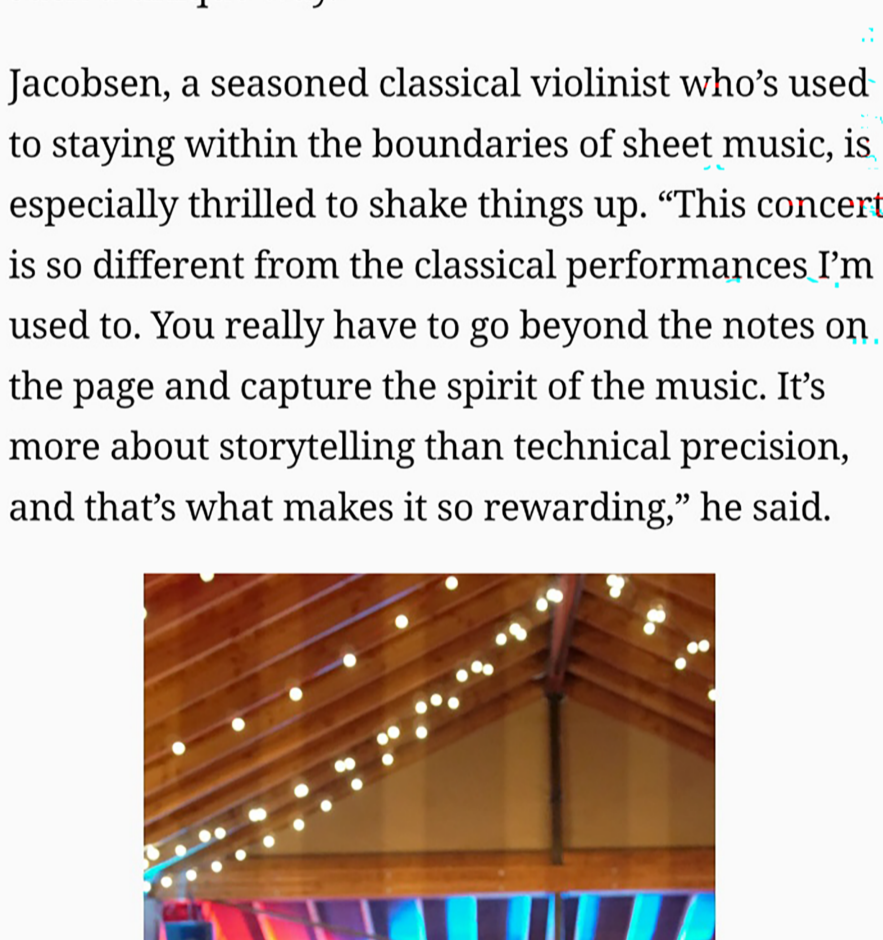 Jacobsen, a seasoned classical violinist who’s used
to staying within the boundaries of sheet music, is
especially thrilled to shake things up. “This concert
is so different from the classical performances I’m
used to. You really have to go beyond the notes on
the page and capture the spirit of the music. It’s
more about storytelling than technical precision,
and that’s what makes it so rewarding,” he said.